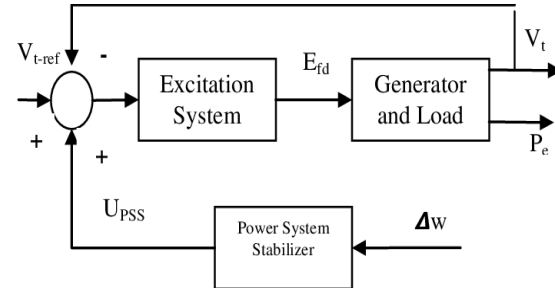 V_t
V_t-ref
-
E_fd
Excitation
System
Generator
and Load
+
+
P_e
U_PSS
Power System
Stabilizer
Δw